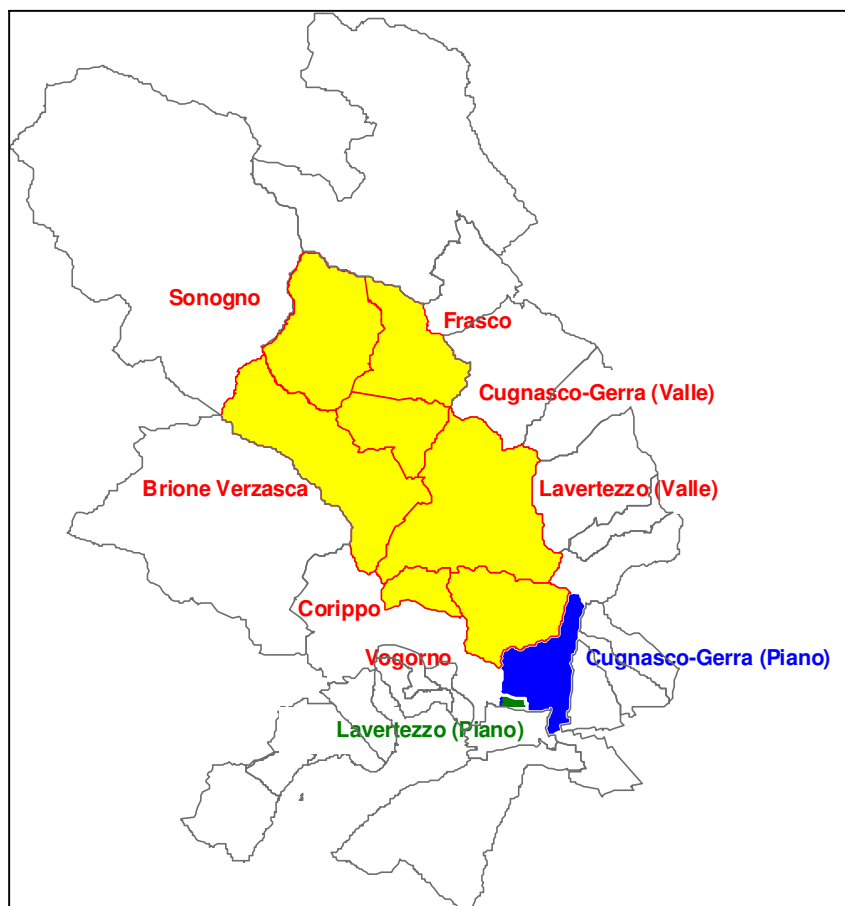 Sonogno
Frasco
Cugnasco-Gerra (Valle)
Brione Verzasca
Lavertezzo (Valle)
Corippo
Vogorno
Cugnasco-Gerra (Piano)
Lavertezzo (Piano)